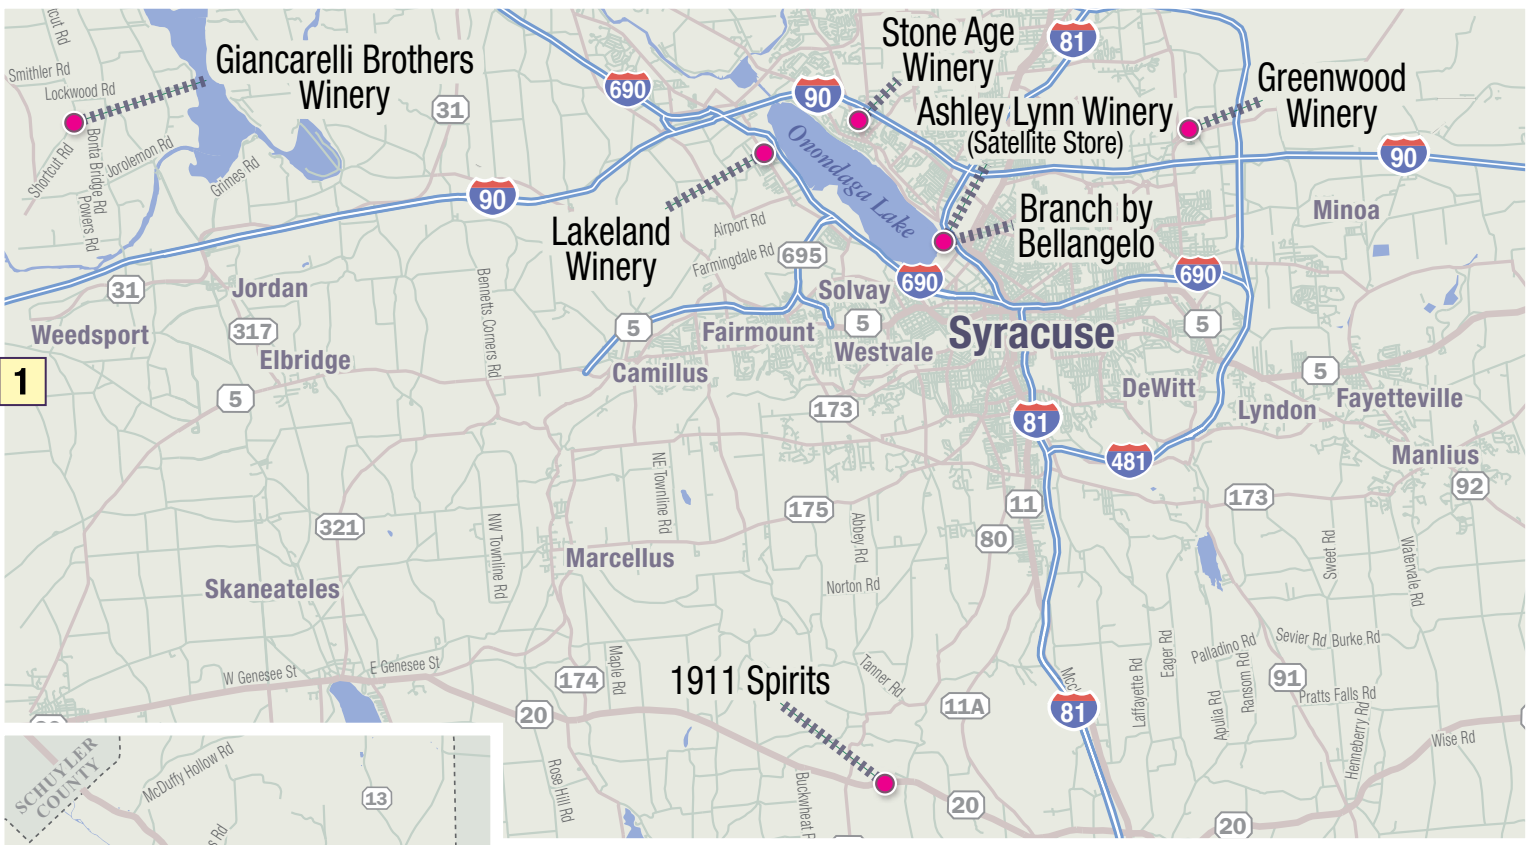 Smithler Rd
Lockwood Rd
Shortcut Rd
Bonta Bridge Rd
Powers Rd
Jorolemon Rd
Grimes Rd
Giancarelli Brothers
Winery
31
690
90
Stone Age
Winery
81
Ashley Lynn Winery
(Satellite Store)
Greenwood
Winery
90
90
Onondaga Lake
Lakeland
Winery
Airport Rd
Farmingdale Rd
695
Branch by
Bellangelo
Minoa
690
690
Solvay
31
Jordan
Weedsport
317
Elbridge
Bennetts Corners Rd
5
Fairmount
5
Westvale
Syracuse
5
Camillus
1
5
173
DeWitt
5
Lyndon
Fayetteville
81
481
Manlius
92
NE Townline Rd
175
11
173
321
NW Townline Rd
Abbey Rd
80
Marcellus
Norton Rd
Sweet Rd
Watervale Rd
Skaneateles
W Genesee St
E Genesee St
174
Maple Rd
1911 Spirits
Tanner Rd
11A
81
Lafayette Rd
Eager Rd
Palladino Rd
Sevier Rd
Burke Rd
Ransom Rd
Apulia Rd
91
Pratts Falls Rd
Henneberry Rd
Wise Rd
20
Rose Hill Rd
20
20
SCHUYLER
COUNTY
McDuffy Hollow Rd
13